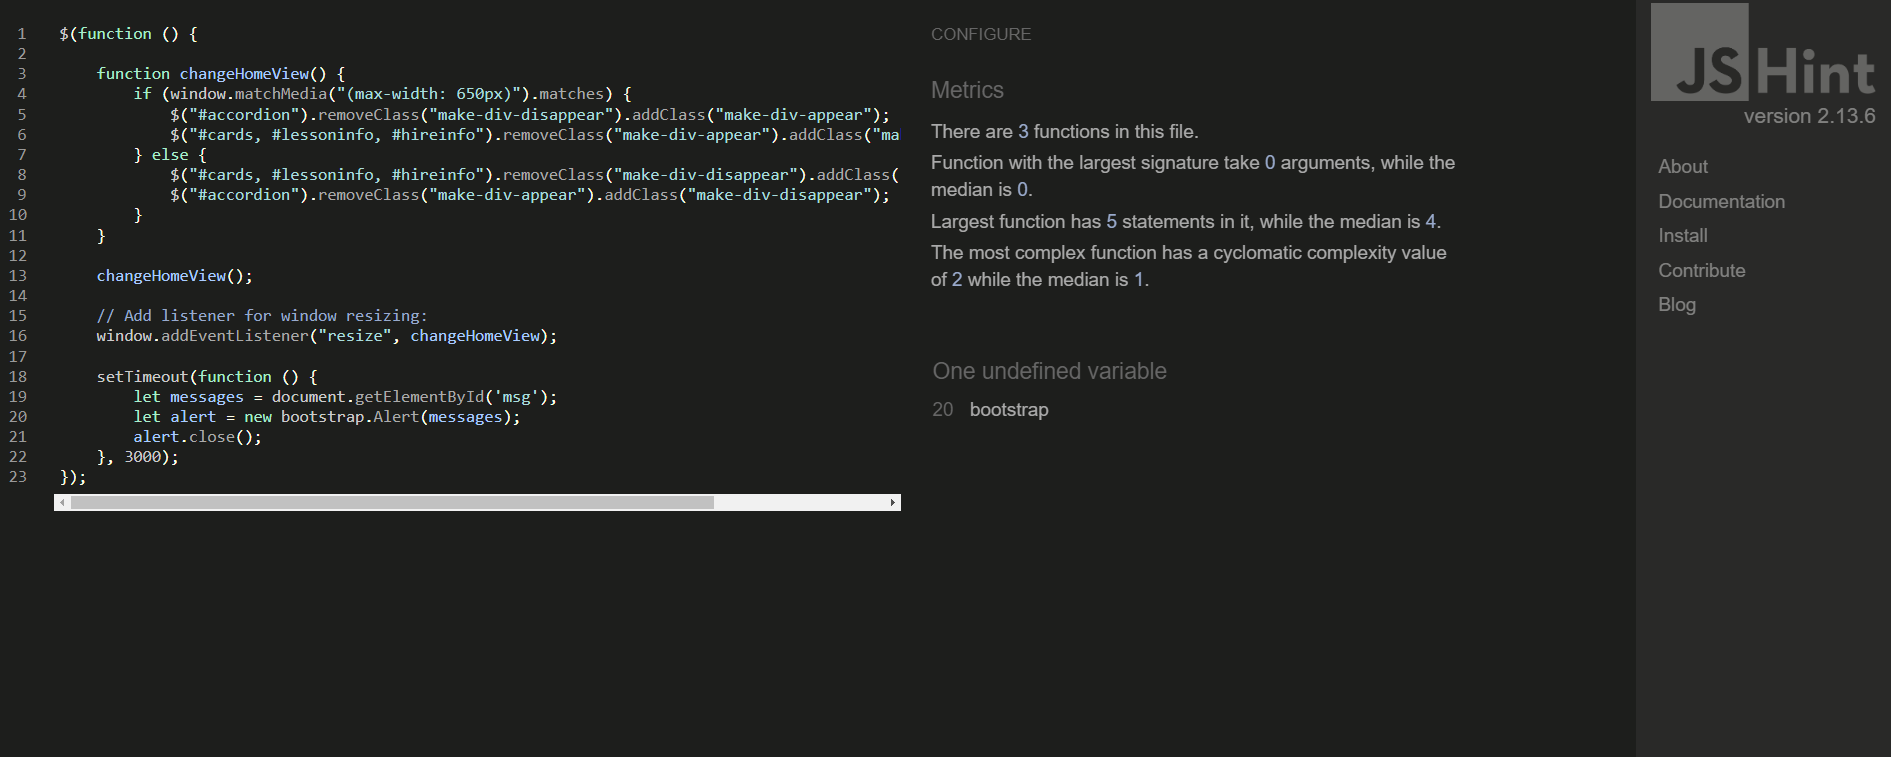 1 $(function () {
2
3 function changeHomeView() {
4 if (window.matchMedia("(max-width: 650px)").matches) {
5 $("#accordion").removeClass("make-div-disappear").addClass("make-div-appear");
6 $("#cards, #lessoninfo, #hireinfo").removeClass("make-div-appear").addClass("ma
7 } else {
8 $("#cards, #lessoninfo, #hireinfo").removeClass("make-div-disappear").addClass(
9 $("#accordion").removeClass("make-div-appear").addClass("make-div-disappear");
10 }
11 }
12
13 changeHomeView();
14
15 // Add listener for window resizing:
16 window.addEventListener("resize", changeHomeView);
17
18 setTimeout(function () {
19 let messages = document.getElementById('msg');
20 let alert = new bootstrap.Alert(messages);
21 alert.close();
22 }, 3000);
23 });
CONFIGURE
Metrics
There are 3 functions in this file.
Function with the largest signature take 0 arguments, while the
median is 0.
Largest function has 5 statements in it, while the median is 4.
The most complex function has a cyclomatic complexity value
of 2 while the median is 1.
One undefined variable
20 bootstrap
JSHint
version 2.13.6
About
Documentation
Install
Contribute
Blog